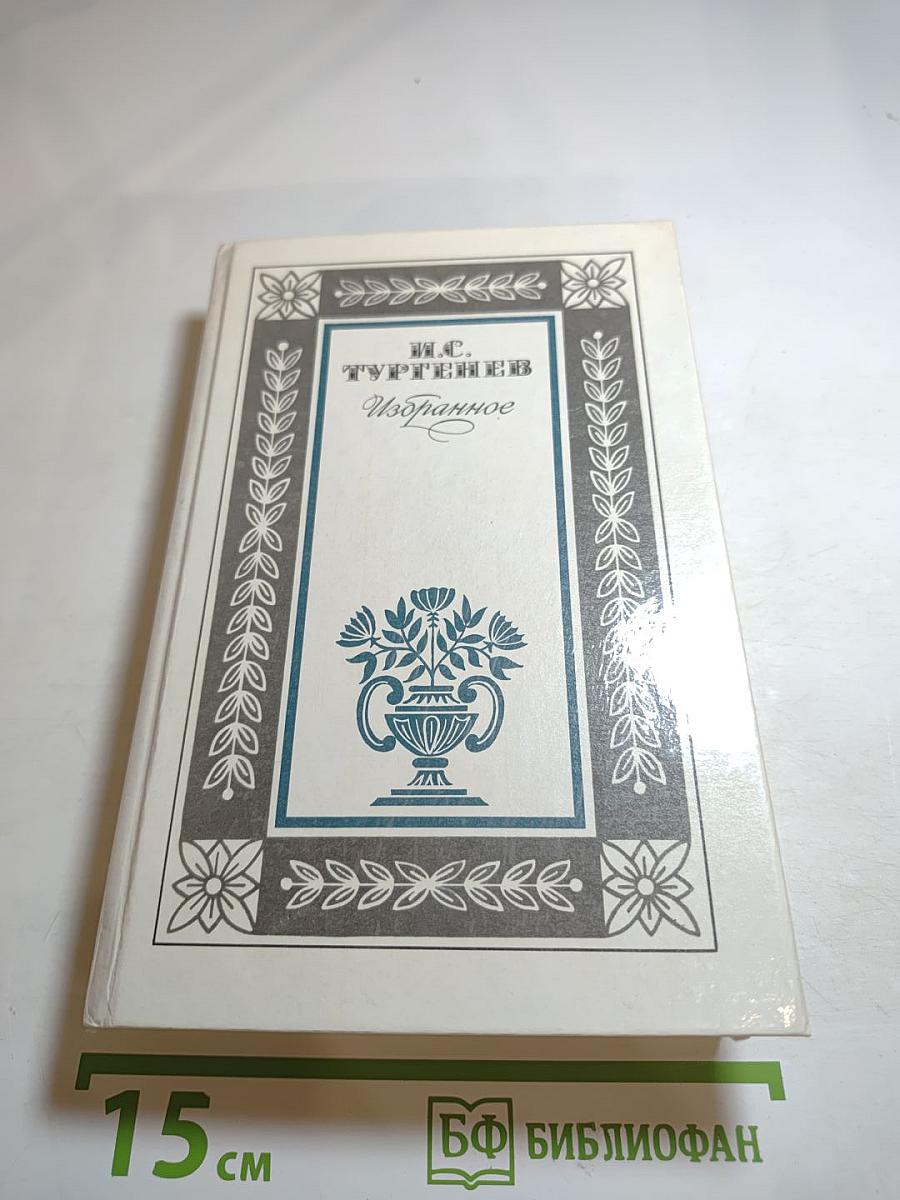 И.С.
ТУРГЕНЕВ
Избранное
15 см
БФ БИБЛИОФАН